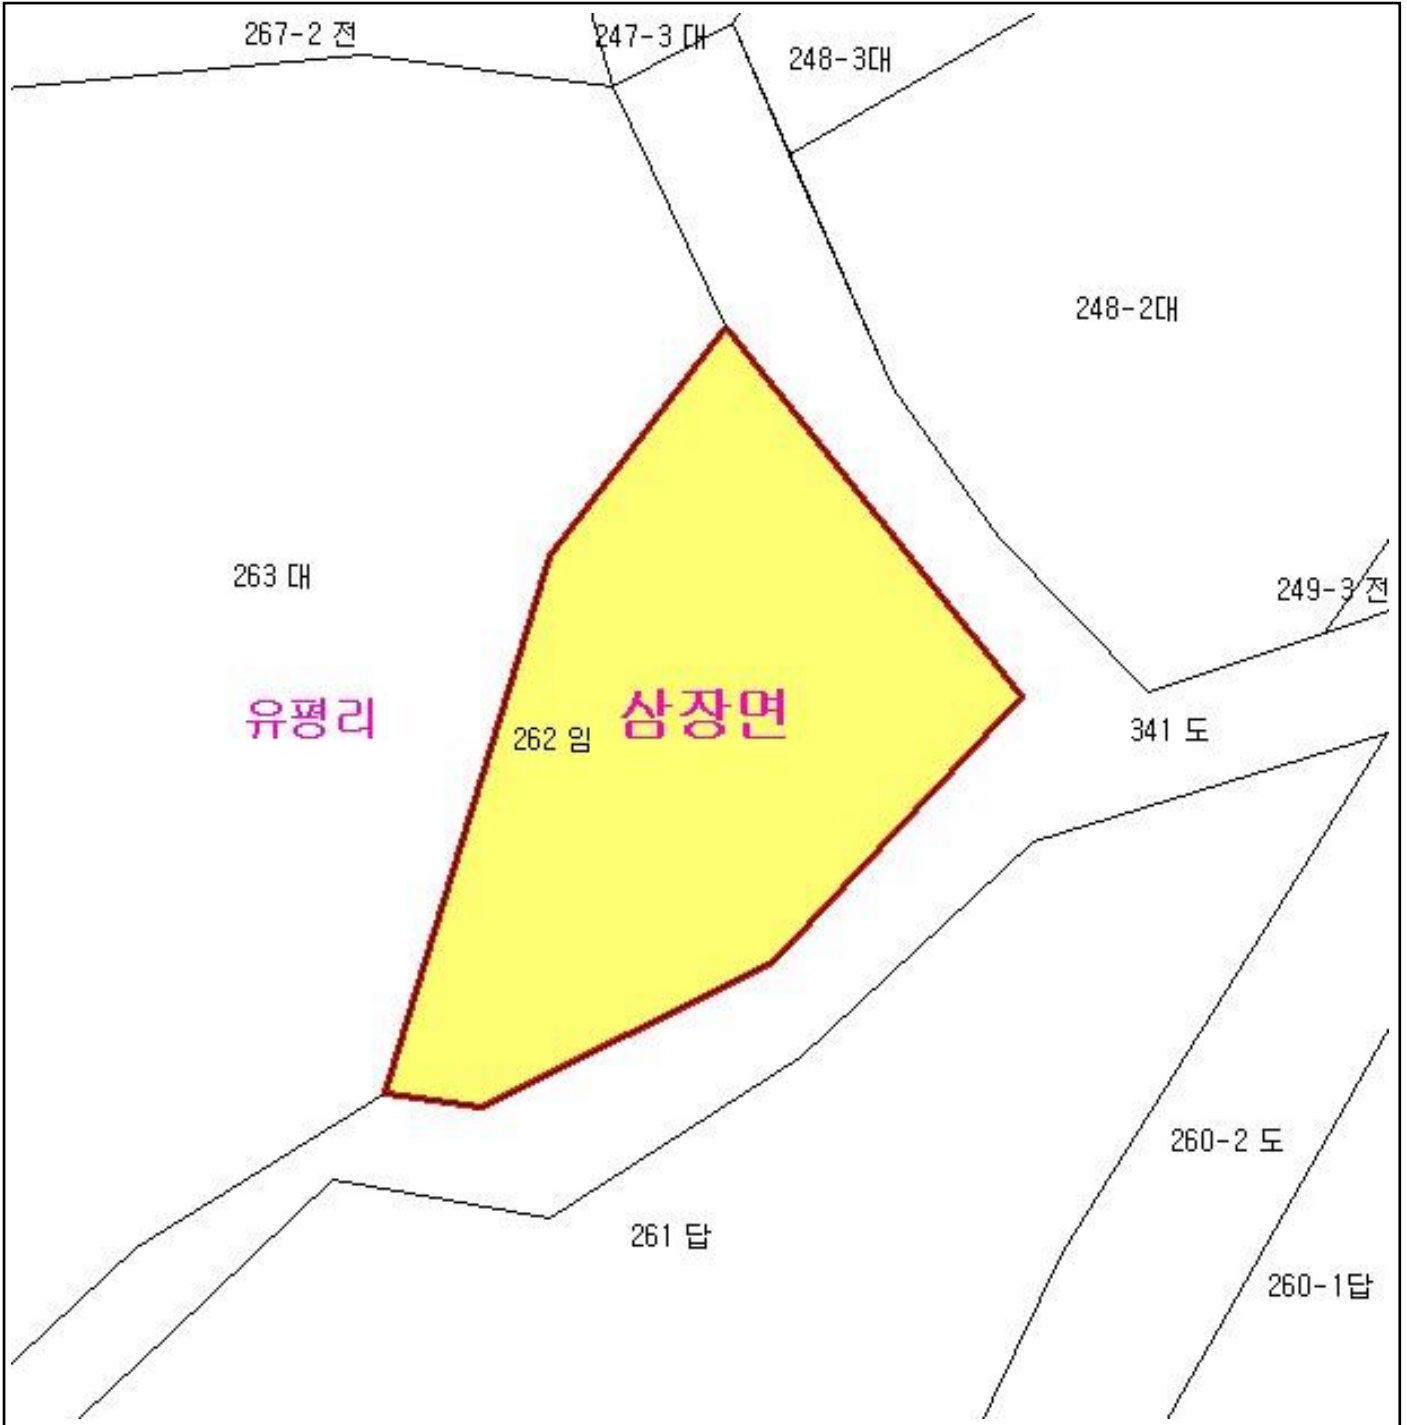 267-2 전
247-3 대
248-3대
248-2대
263 대
249-3 전
유평리
262 임
삼장면
341 도
260-2 도
261 답
260-1답